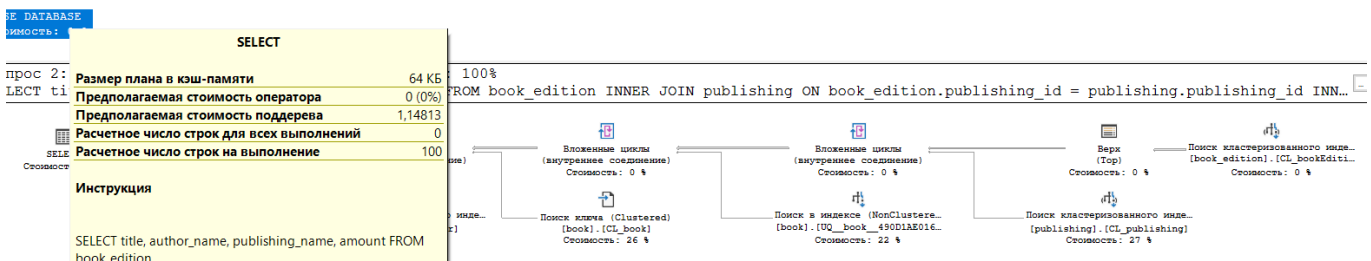 SE DATABASE
оимость: 0
SELECT
Размер плана в кэш-памяти 64 КБ
Предполагаемая стоимость оператора 0 (0%)
Предполагаемая стоимость поддерева 1,14813
Расчетное число строк для всех выполнений 0
Расчетное число строк на выполнение 100
Инструкция
SELECT title, author_name, publishing_name, amount FROM
book_edition
прос 2: : 100%
LECT ti FROM book_edition INNER JOIN publishing ON book_edition.publishing_id = publishing.publishing_id INN…
SELE
Стоимост
ие)
Вложенные циклы
(внутреннее соединение)
Стоимость: 0 %
Вложенные циклы
(внутреннее соединение)
Стоимость: 0 %
Верх
(Top)
Стоимость: 0 %
Поиск кластеризованного инде…
[book_edition].[CL_bookEditi…
Стоимость: 0 %
о инде…
r]
Поиск ключа (Clustered)
[book].[CL_book]
Стоимость: 26 %
Поиск в индексе (NonClustere…
[book].[UQ__book__490D1AE016…
Стоимость: 22 %
Поиск кластеризованного инде…
[publishing].[CL_publishing]
Стоимость: 27 %